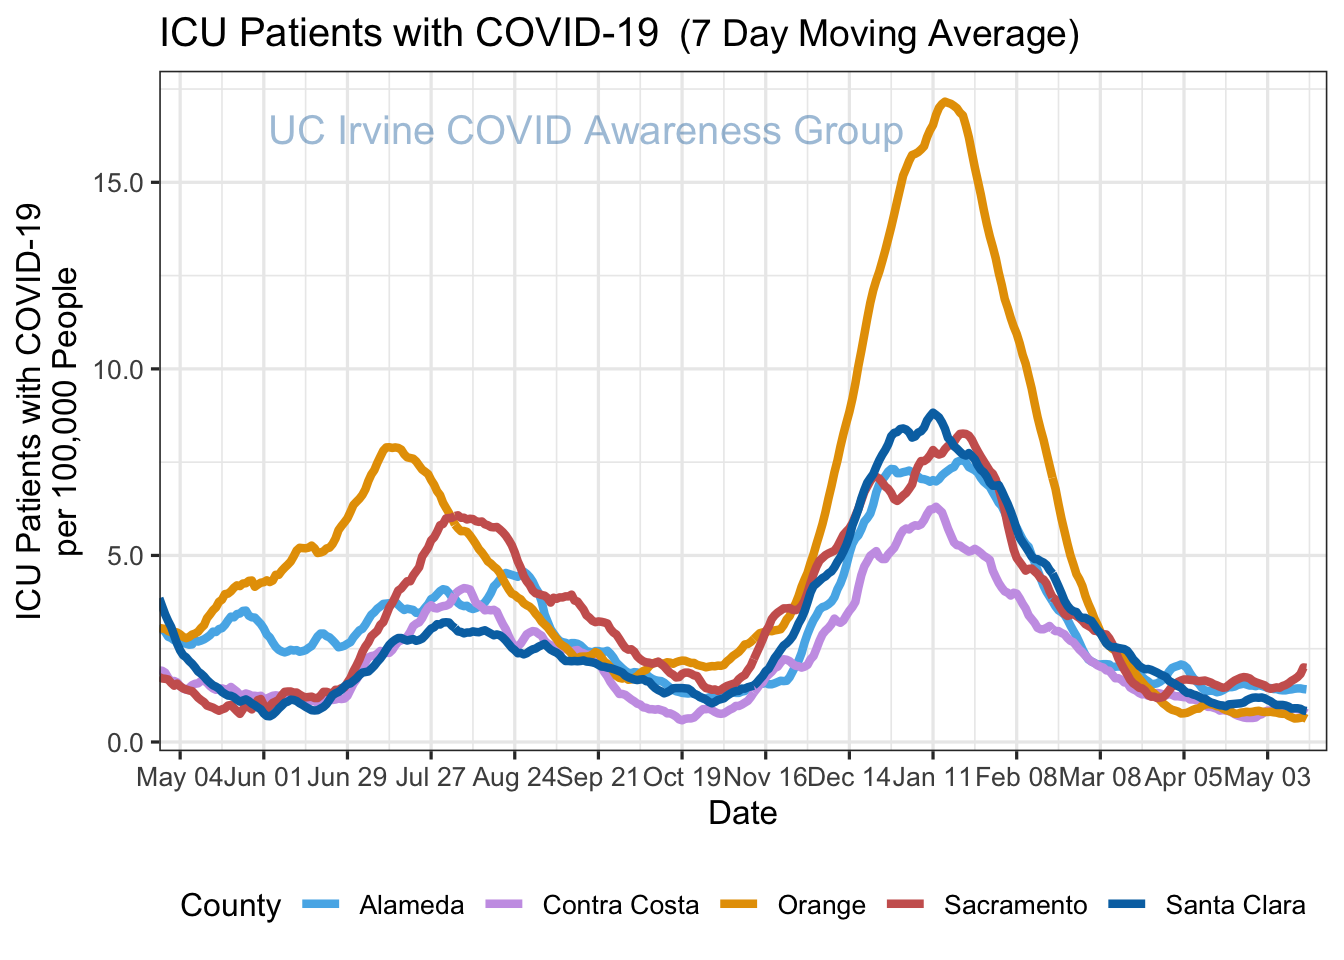 ICU Patients with COVID-19 (7 Day Moving Average)
UC Irvine COVID Awareness Group
ICU Patients with COVID-19
per 100,000 People
15.0
10.0
5.0
0.0
May 04 Jun 01 Jun 29 Jul 27 Aug 24 Sep 21 Oct 19 Nov 16 Dec 14 Jan 11 Feb 08 Mar 08 Apr 05 May 03
Date
County Alameda Contra Costa Orange Sacramento Santa Clara